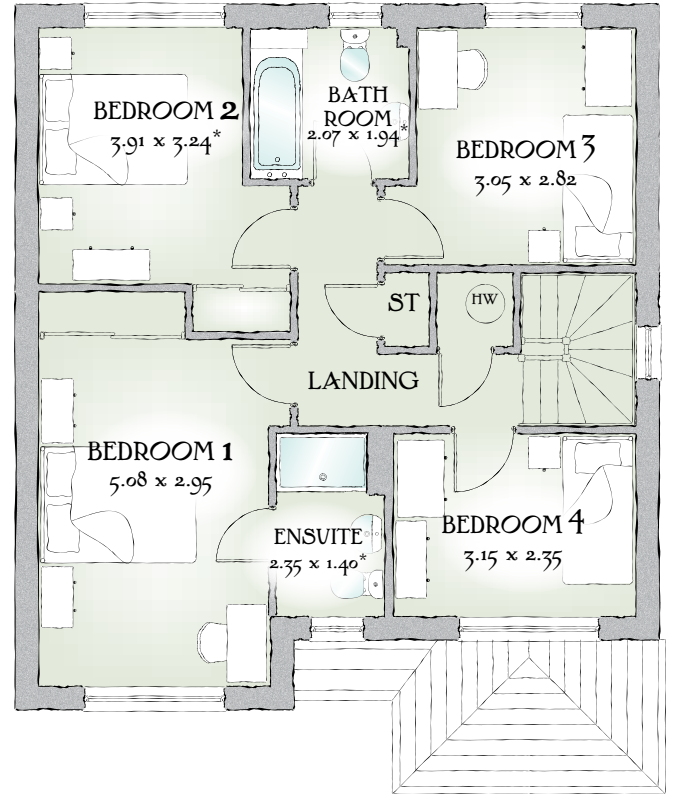 BEDROOM 2
3.91 x 3.24*
BATH
ROOM
2.07 x 1.94*
BEDROOM 3
3.05 x 2.82
ST
HW
LANDING
BEDROOM 1
5.08 x 2.95
ENSUITE
2.35 x 1.40*
BEDROOM 4
3.15 x 2.35